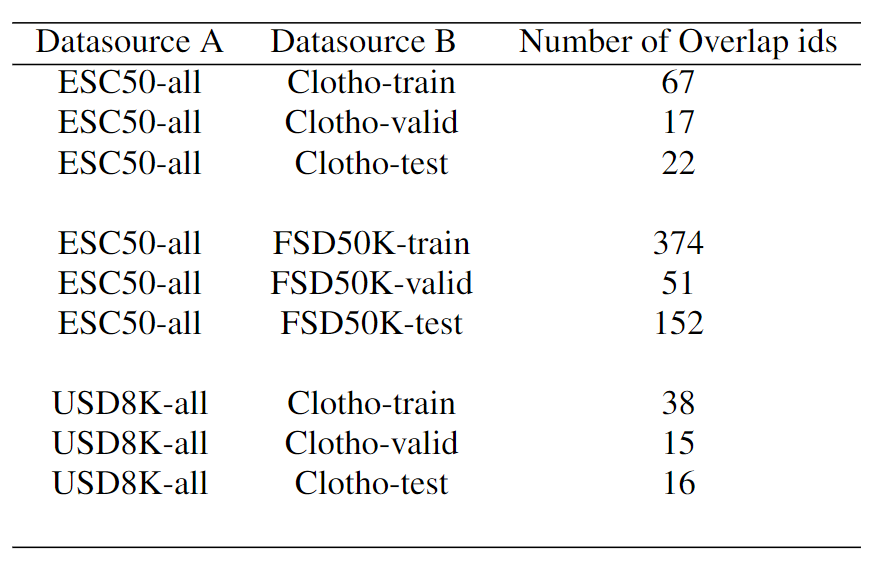 Datasource A Datasource B Number of Overlap ids
ESC50-all Clotho-train 67
ESC50-all Clotho-valid 17
ESC50-all Clotho-test 22
ESC50-all FSD50K-train 374
ESC50-all FSD50K-valid 51
ESC50-all FSD50K-test 152
USD8K-all Clotho-train 38
USD8K-all Clotho-valid 15
USD8K-all Clotho-test 16